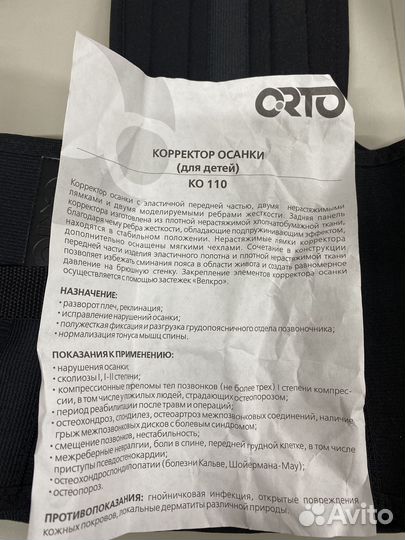 ORTO
КОРРЕКТОР ОСАНКИ
(для детей)
КО 110
Корректор осанки с эластичной передней частью, двумя нерастяжимыми
лямками и двумя моделируемыми ребрами жесткости. Задняя панель
корректора изготовлена из плотной нерастяжимой хлопчатобумажной ткани,
благодаря чему ребра жесткости, обладающие подпружинивающим эффектом,
находятся в стабильном положении. Нерастяжимые лямки корректора
дополнительно оснащены мягкими чехлами. Сочетание в конструкции
передней части изделия эластичного полотна и плотной нерастяжимой ткани
позволяет избежать сминания пояса в области живота и создать равномерное
давление на брюшную стенку. Закрепление элементов корректора осанки
осуществляется с помощью застежек «Велкро».
НАЗНАЧЕНИЕ:
• разворот плеч, реклинация;
• исправление нарушений осанки;
• полужесткая фиксация и разгрузка грудопоясничного отдела позвоночника;
• нормализация тонуса мышц спины.
ПОКАЗАНИЯ К ПРИМЕНЕНИЮ:
• нарушения осанки;
• сколиозы I, I-II степени;
• компрессионные переломы тел позвонков (не более трех) I степени компрес-
сии, в том числе у пожилых людей, страдающих остеопорозом;
• период реабилитации после травм и операций;
• остеохондроз, спондилез, остеоартроз межпозвонковых соединений, наличие
грыж межпозвонковых дисков с болевым синдромом;
• смещение позвонков, нестабильность;
• межреберные невралгии, боли в спине, передней грудной клетке, в том числе
приступы псевдостенокардии;
• остеохондроспондилопатии (болезни Кальве, Шойермана-Мау);
• остеопороз.
ПРОТИВОПОКАЗАНИЯ: гнойничковая инфекция, открытые повреждения
кожных покровов, локальные дерматиты различной природы.
Avito